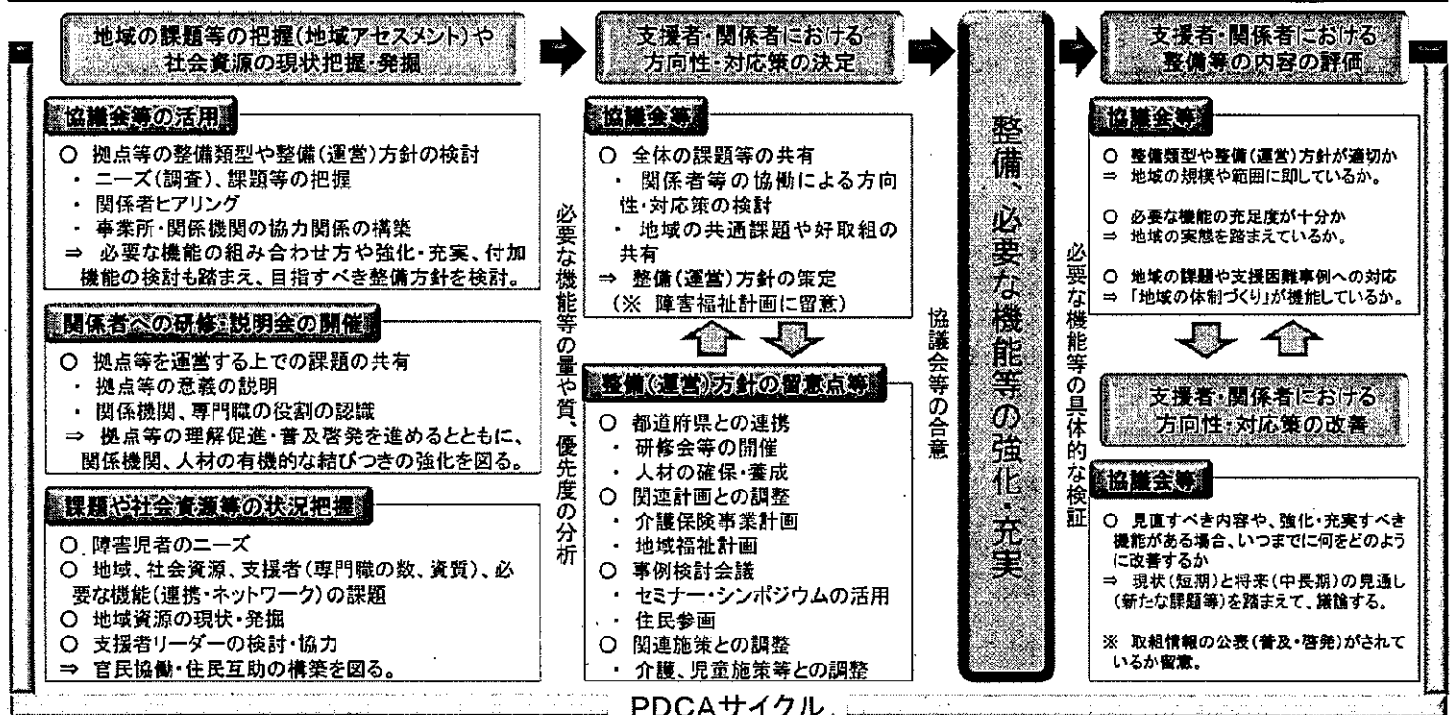 地域の課題等の把握(地域アセスメント)や
社会資源の現状把握・発掘
協議会等の活用
○ 拠点等の整備類型や整備(運営)方針の検討
・ ニーズ(調査)、課題等の把握
・ 関係者ヒアリング
・ 事業所・関係機関の協力関係の構築
⇒ 必要な機能の組み合わせ方や強化・充実、付加
機能の検討も踏まえ、目指すべき整備方針を検討。
関係者への研修・説明会の開催
○ 拠点等を運営する上での課題の共有
・ 拠点等の意義の説明
・ 関係機関、専門職の役割の認識
⇒ 拠点等の理解促進・普及啓発を進めるとともに、
関係機関、人材の有機的な結びつきの強化を図る。
課題や社会資源等の状況把握
○ 障害児者のニーズ
○ 地域、社会資源、支援者(専門職の数、資質)、必
要な機能(連携・ネットワーク)の課題
○ 地域資源の現状・発掘
○ 支援者リーダーの検討・協力
⇒ 官民協働・住民互助の構築を図る。
必要な機能等の量や質、優先度の分析
支援者・関係者における
方向性・対応策の決定
協議会等
○ 全体の課題等の共有
・ 関係者等の協働による方向
性・対応策の検討
・ 地域の共通課題や好取組の
共有
⇒ 整備(運営)方針の策定
(※ 障害福祉計画に留意)
整備(運営)方針の留意点等
○ 都道府県との連携
・ 研修会等の開催
・ 人材の確保・養成
○ 関連計画との調整
・ 介護保険事業計画
・ 地域福祉計画
○ 事例検討会議
・ セミナー・シンポジウムの活用
・ 住民参画
○ 関連施策との調整
・ 介護、児童施策等との調整
協議会等の合意
整備、必要な機能等の強化・充実
必要な機能等の具体的な検証
支援者・関係者における
整備等の内容の評価
協議会等
○ 整備類型や整備(運営)方針が適切か
⇒ 地域の規模や範囲に即しているか。
○ 必要な機能の充足度が十分か
⇒ 地域の実態を踏まえているか。
○ 地域の課題や支援困難事例への対応
⇒ 「地域の体制づくり」が機能しているか。
支援者・関係者における
方向性・対応策の改善
協議会等
○ 見直すべき内容や、強化・充実すべき
機能がある場合、いつまでに何をどのよう
に改善するか
⇒ 現状(短期)と将来(中長期)の見通し
(新たな課題等)を踏まえて、議論する。
※ 取組情報の公表(普及・啓発)がされて
いるか留意。
PDCAサイクル